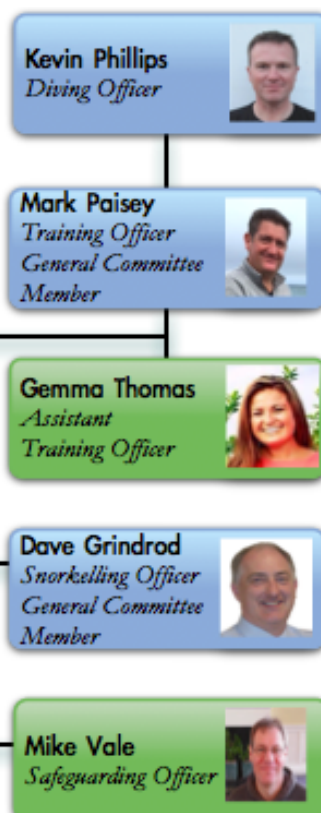 Kevin Phillips
Diving Officer
Mark Paisey
Training Officer
General Committee
Member
Gemma Thomas
Assistant
Training Officer
Dave Grindrod
Snorkelling Officer
General Committee
Member
Mike Vale
Safeguarding Officer